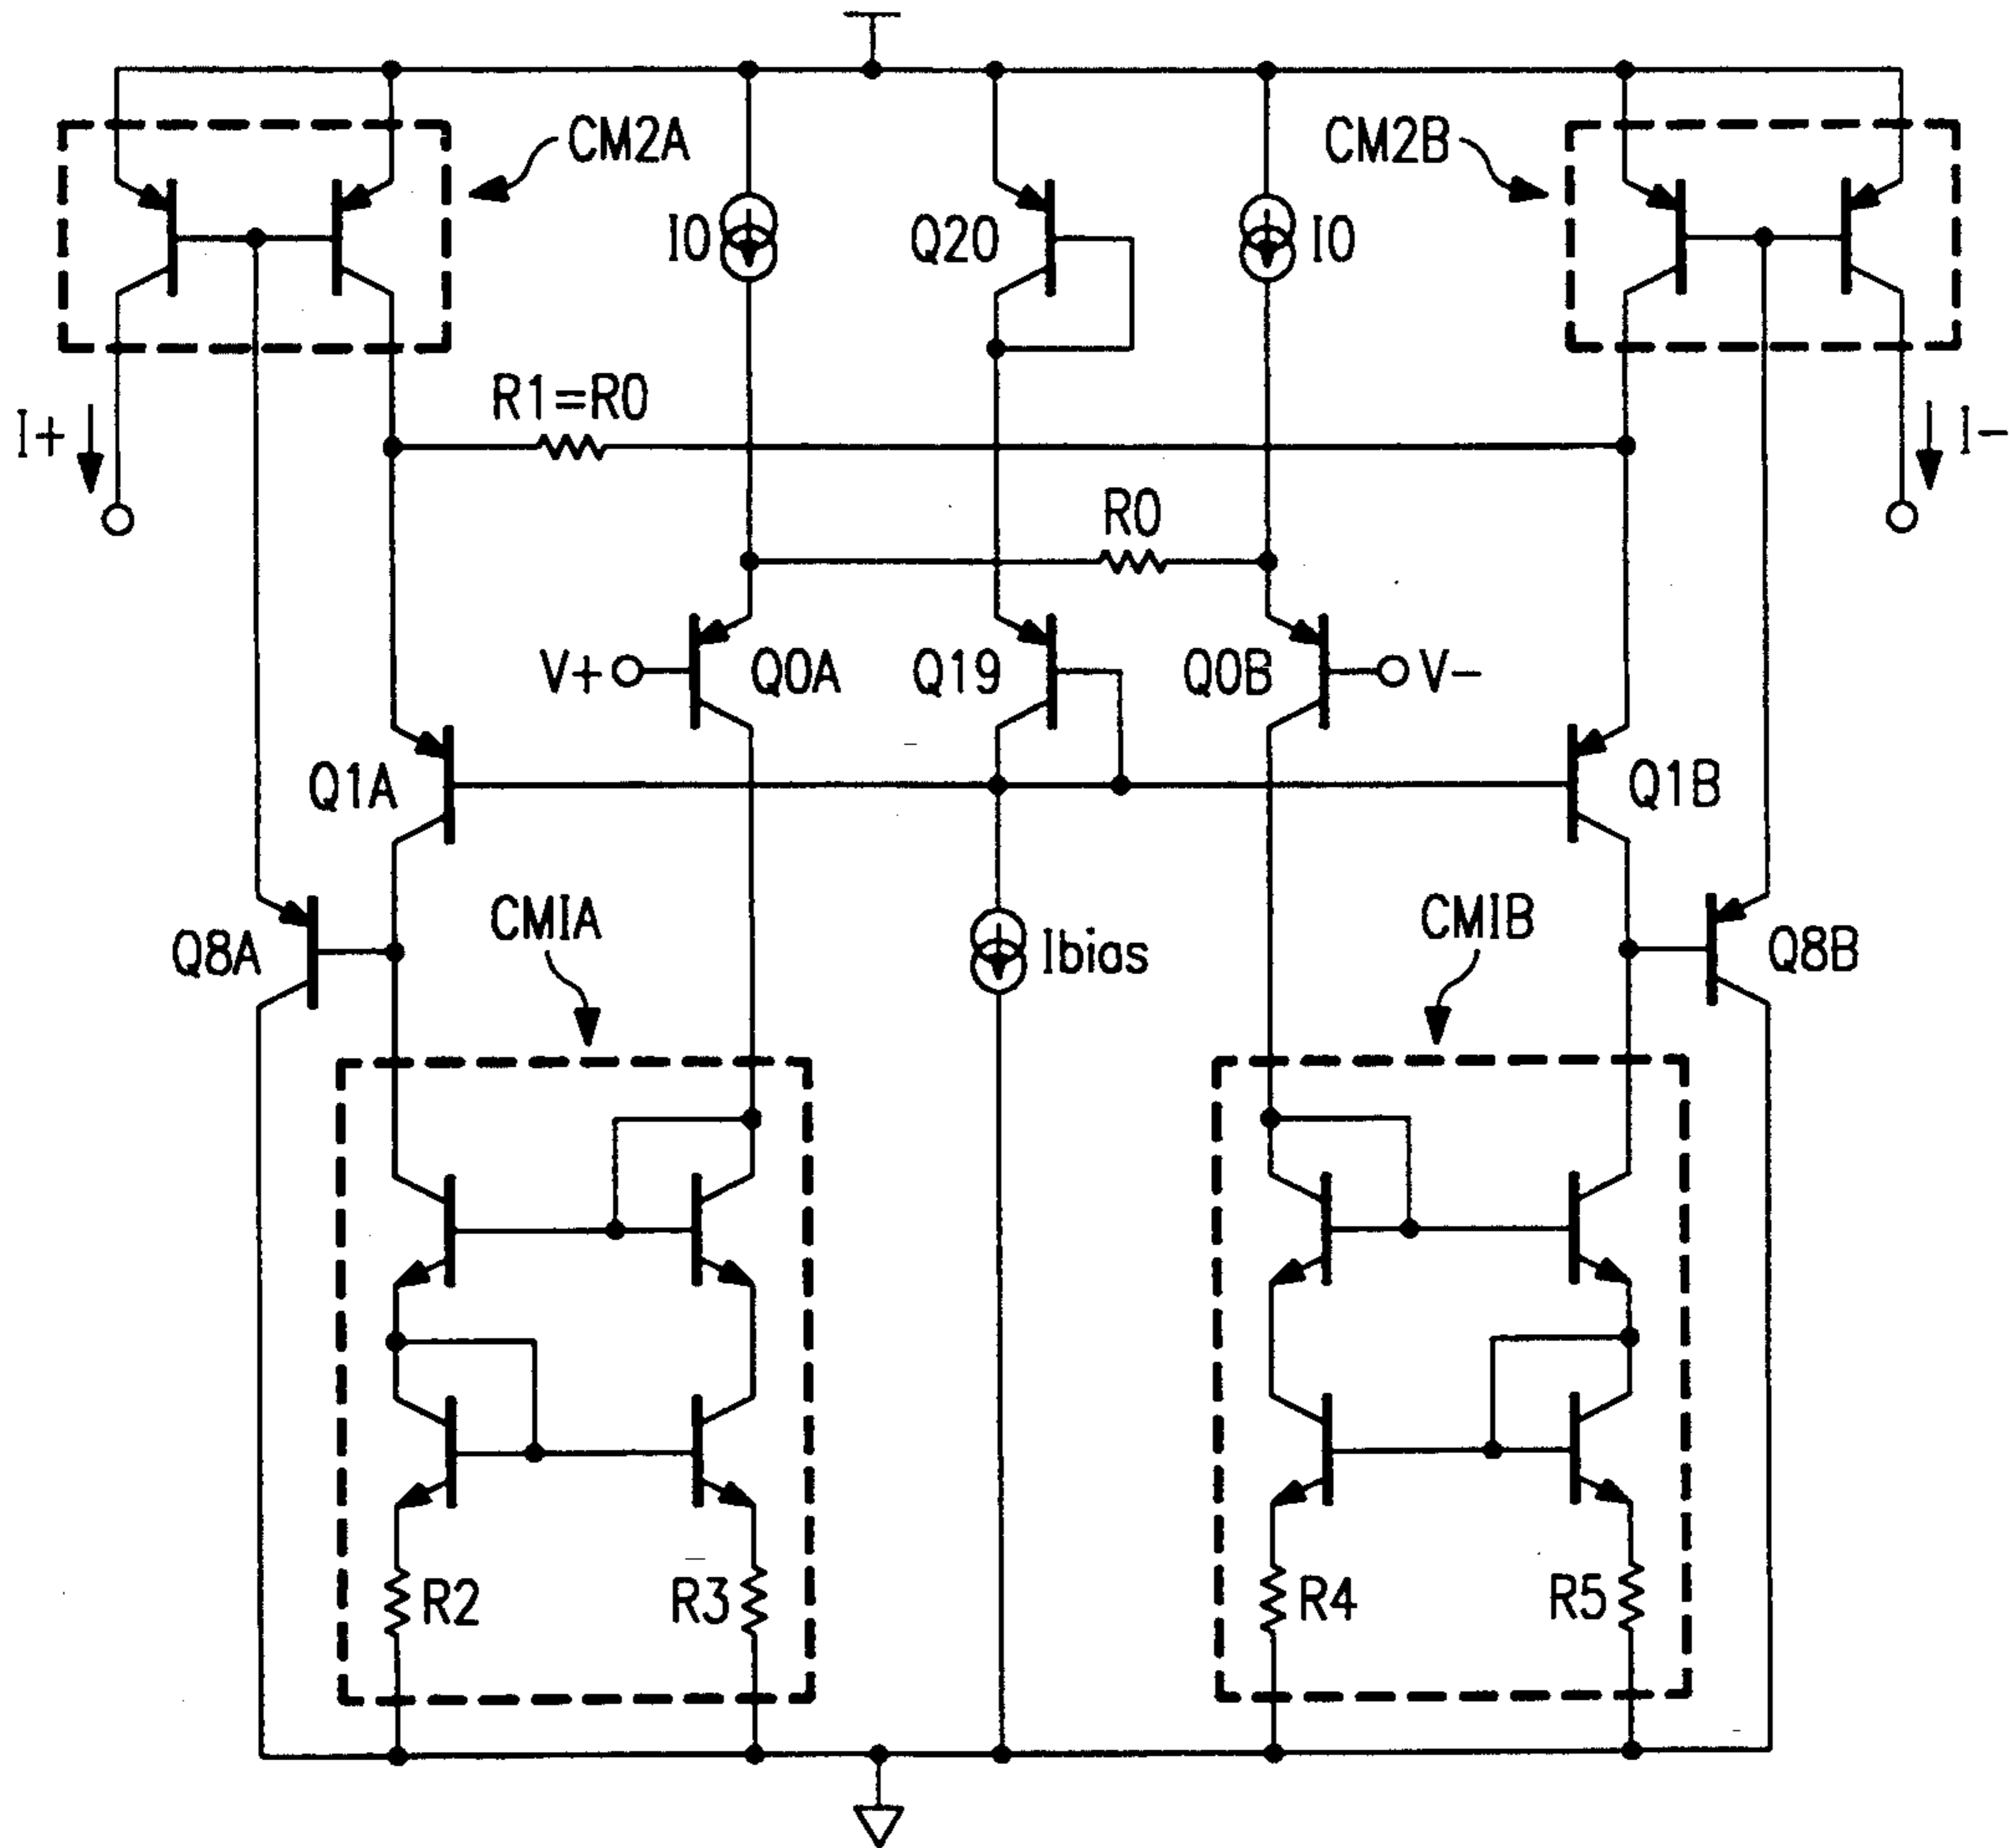 CM2A
CM2B
I0
Q20
I0
R1=R0
I+
I-
R0
V+
Q0A
Q19
Q0B
V-
Q1A
Q1B
CMIA
CMIB
Q8A
Ibias
Q8B
R2
R3
R4
R5